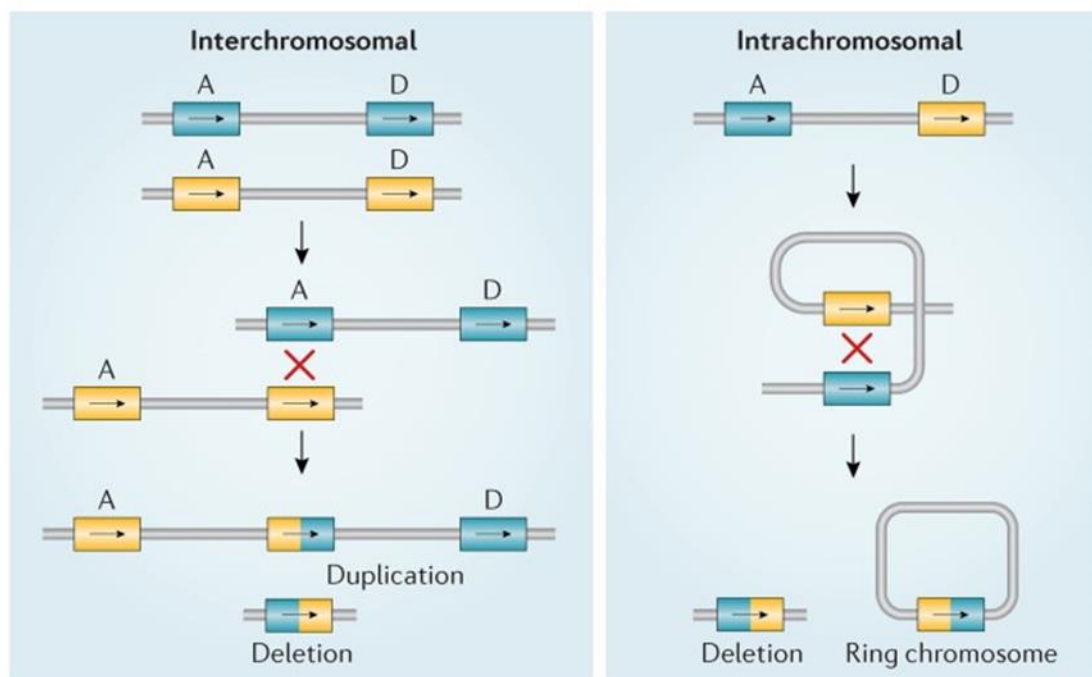 Interchromosomal
A D
A D
A D
A
A D
Duplication
Deletion
Intrachromosomal
A D
Deletion Ring chromosome